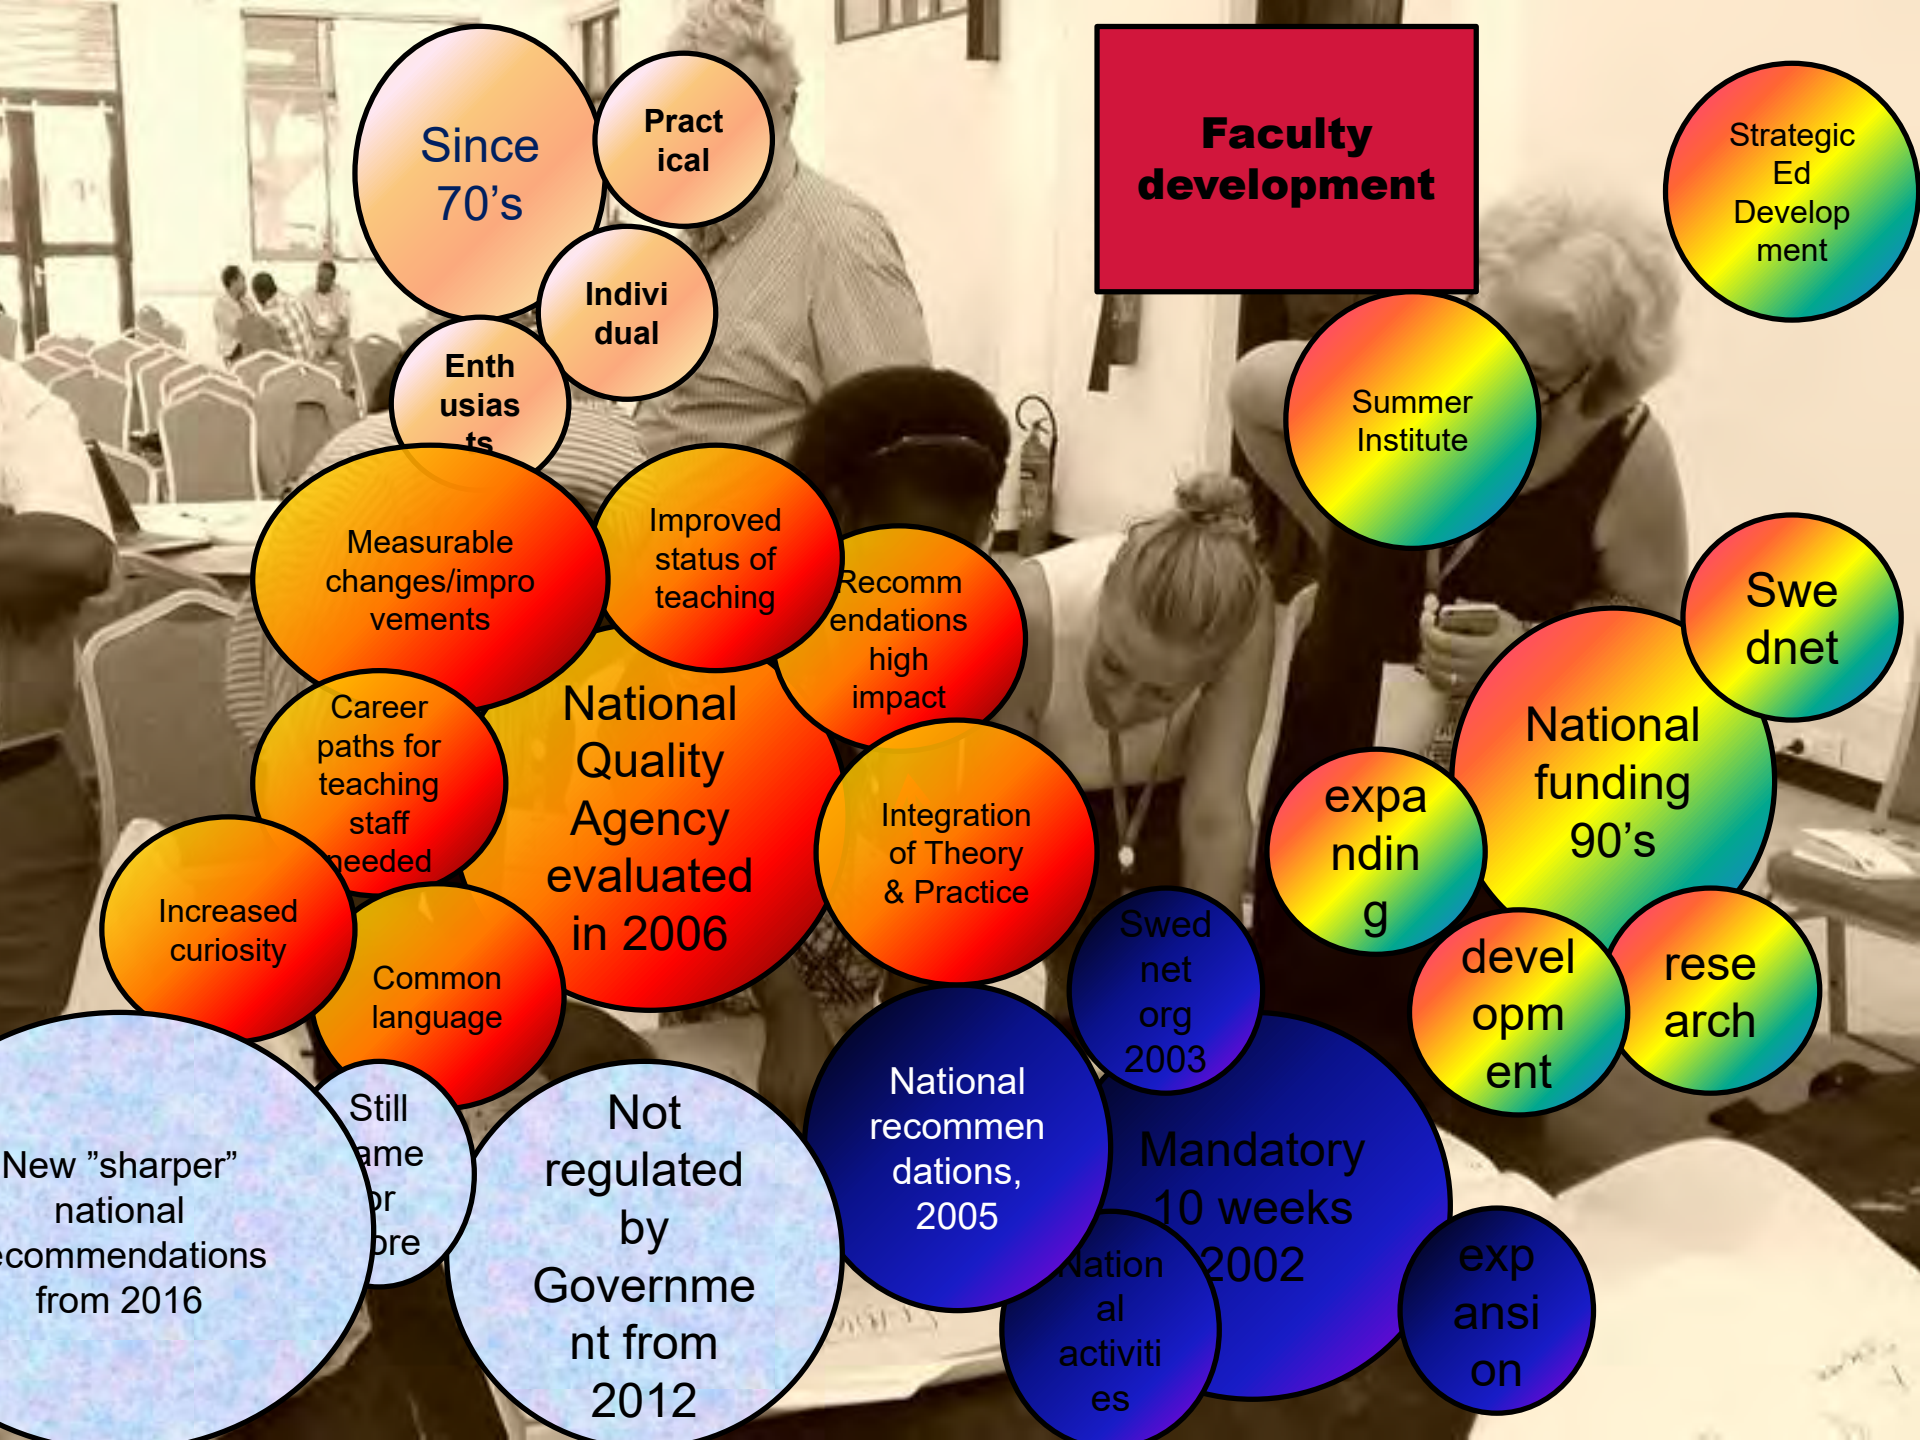 Since
70’s
Pract
ical
Indivi
dual
Enth
usias
ts
Faculty
development
Strategic
Ed
Develop
ment
Summer
Institute
Swe
dnet
National
funding
90’s
expa
ndin
g
devel
opm
ent
rese
arch
Measurable
changes/impro
vements
Improved
status of
teaching
Recomm
endations
high
impact
Career
paths for
teaching
staff
needed
National
Quality
Agency
evaluated
in 2006
Integration
of Theory
& Practice
Increased
curiosity
Common
language
Swed
net
org
2003
National
recommen
dations,
2005
Mandatory
10 weeks
2002
Nation
al
activiti
es
exp
ansi
on
New ”sharper”
national
ecommendations
from 2016
Still
ame
or
ore
Not
regulated
by
Governme
nt from
2012